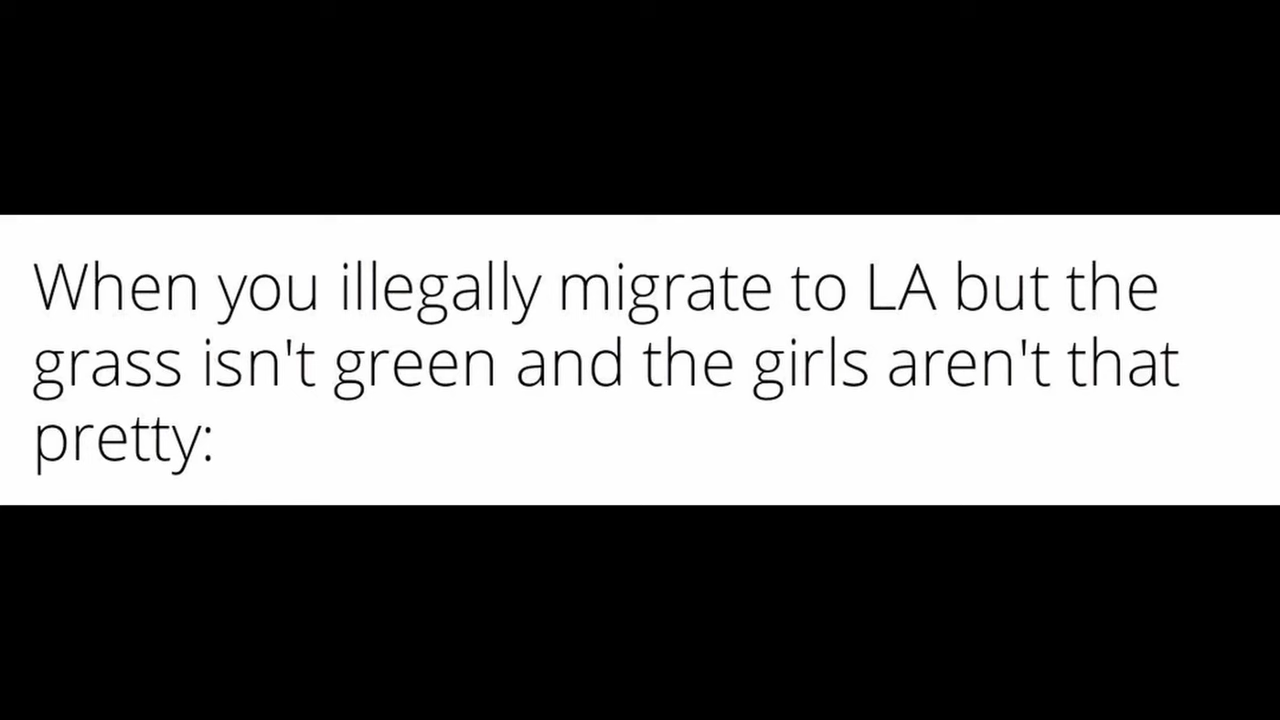 When you illegally migrate to LA but the
grass isn't green and the girls aren't that
pretty: